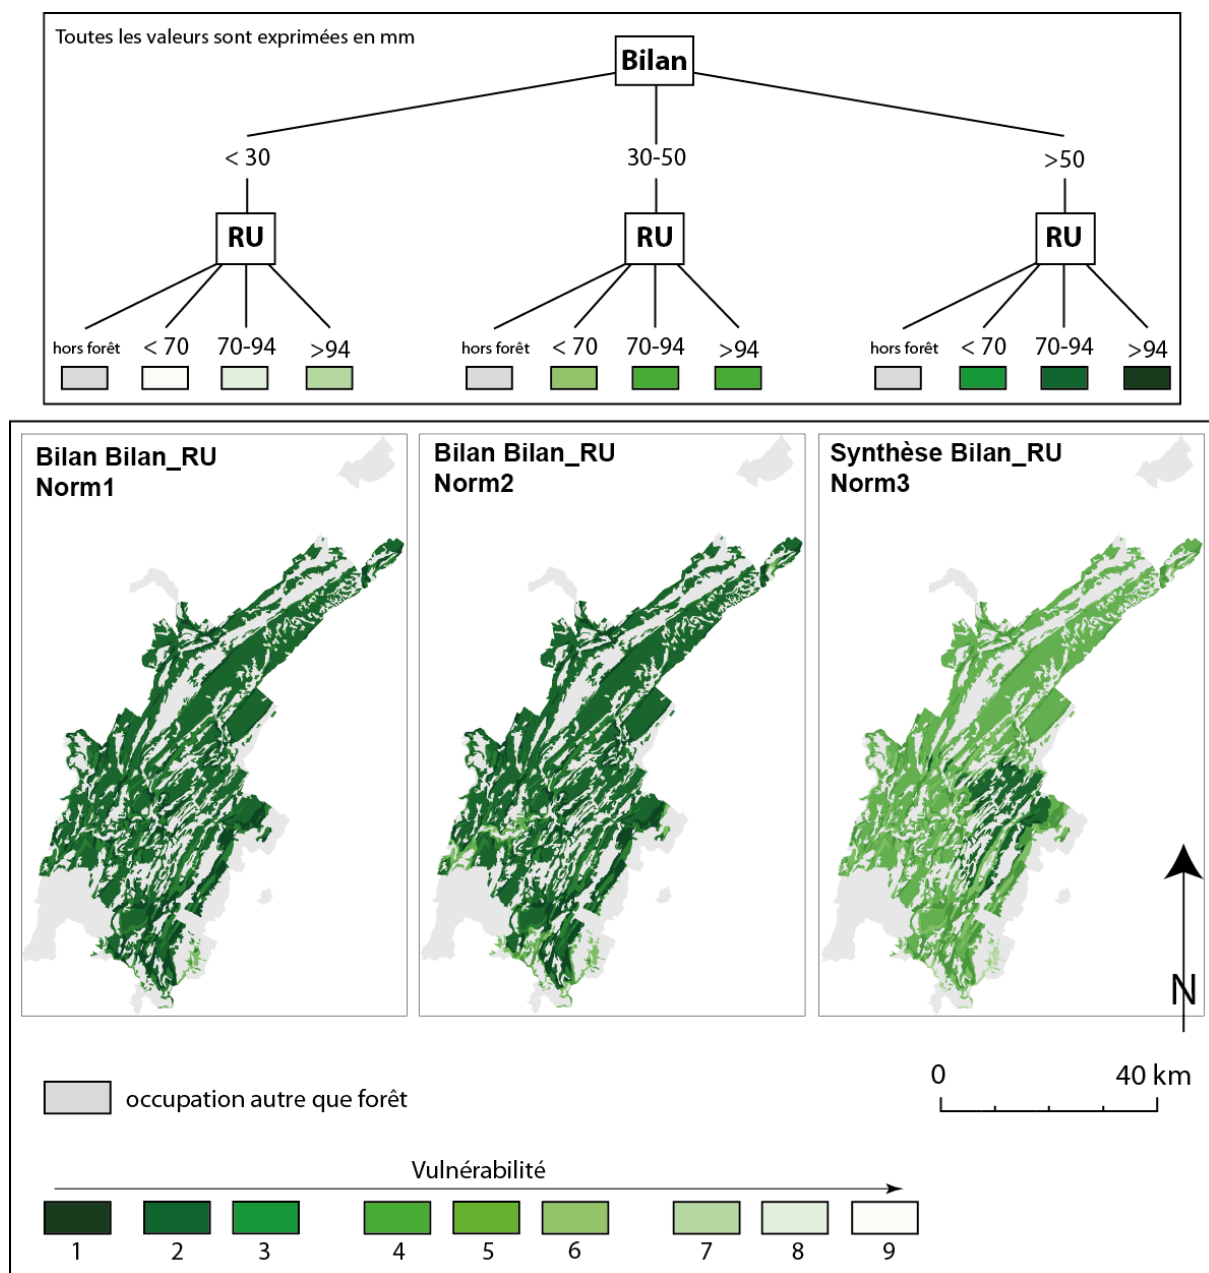 Toutes les valeurs sont exprimées en mm
Bilan
< 30 30-50 >50
RU RU RU
hors forêt < 70 70-94 >94 hors forêt < 70 70-94 >94 hors forêt < 70 70-94 >94
Bilan Bilan_RU
Norm1
Bilan Bilan_RU
Norm2
Synthèse Bilan_RU
Norm3
N
0 40 km
occupation autre que forêt
Vulnérabilité
1 2 3 4 5 6 7 8 9